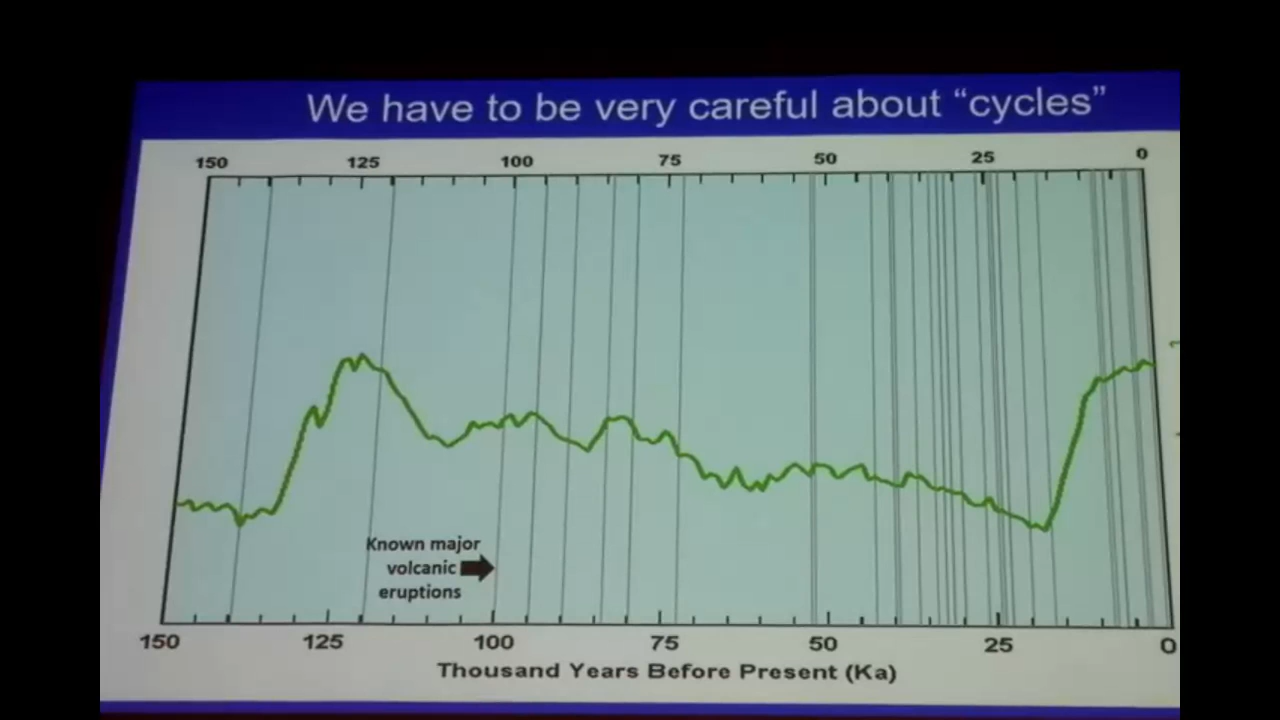 We have to be very careful about “cycles”
150 125 100 75 50 25 0
Known major
volcanic
eruptions
150 125 100 75 50 25 0
Thousand Years Before Present (Ka)